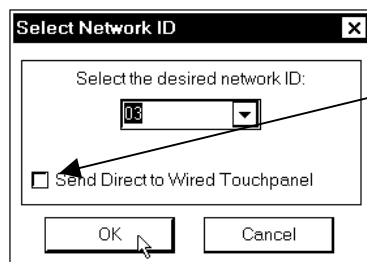 Select Network ID
Select the desired network ID:
03
Send Direct to Wired Touchpanel
OK
Cancel